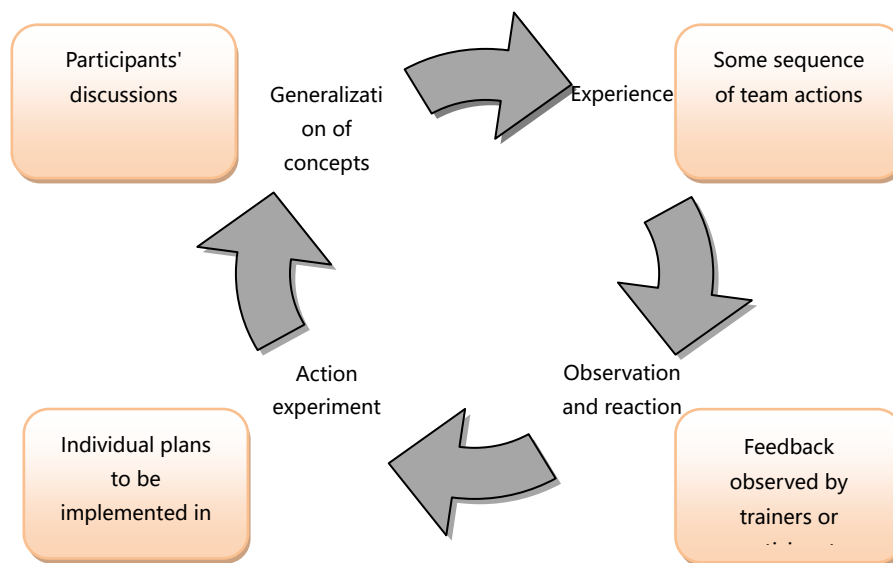 Participants'
discussions
Generalizati
on of
concepts
Experience
Some sequence
of team actions
Action
experiment
Observation
and reaction
Individual plans
to be
implemented in
Feedback
observed by
trainers or